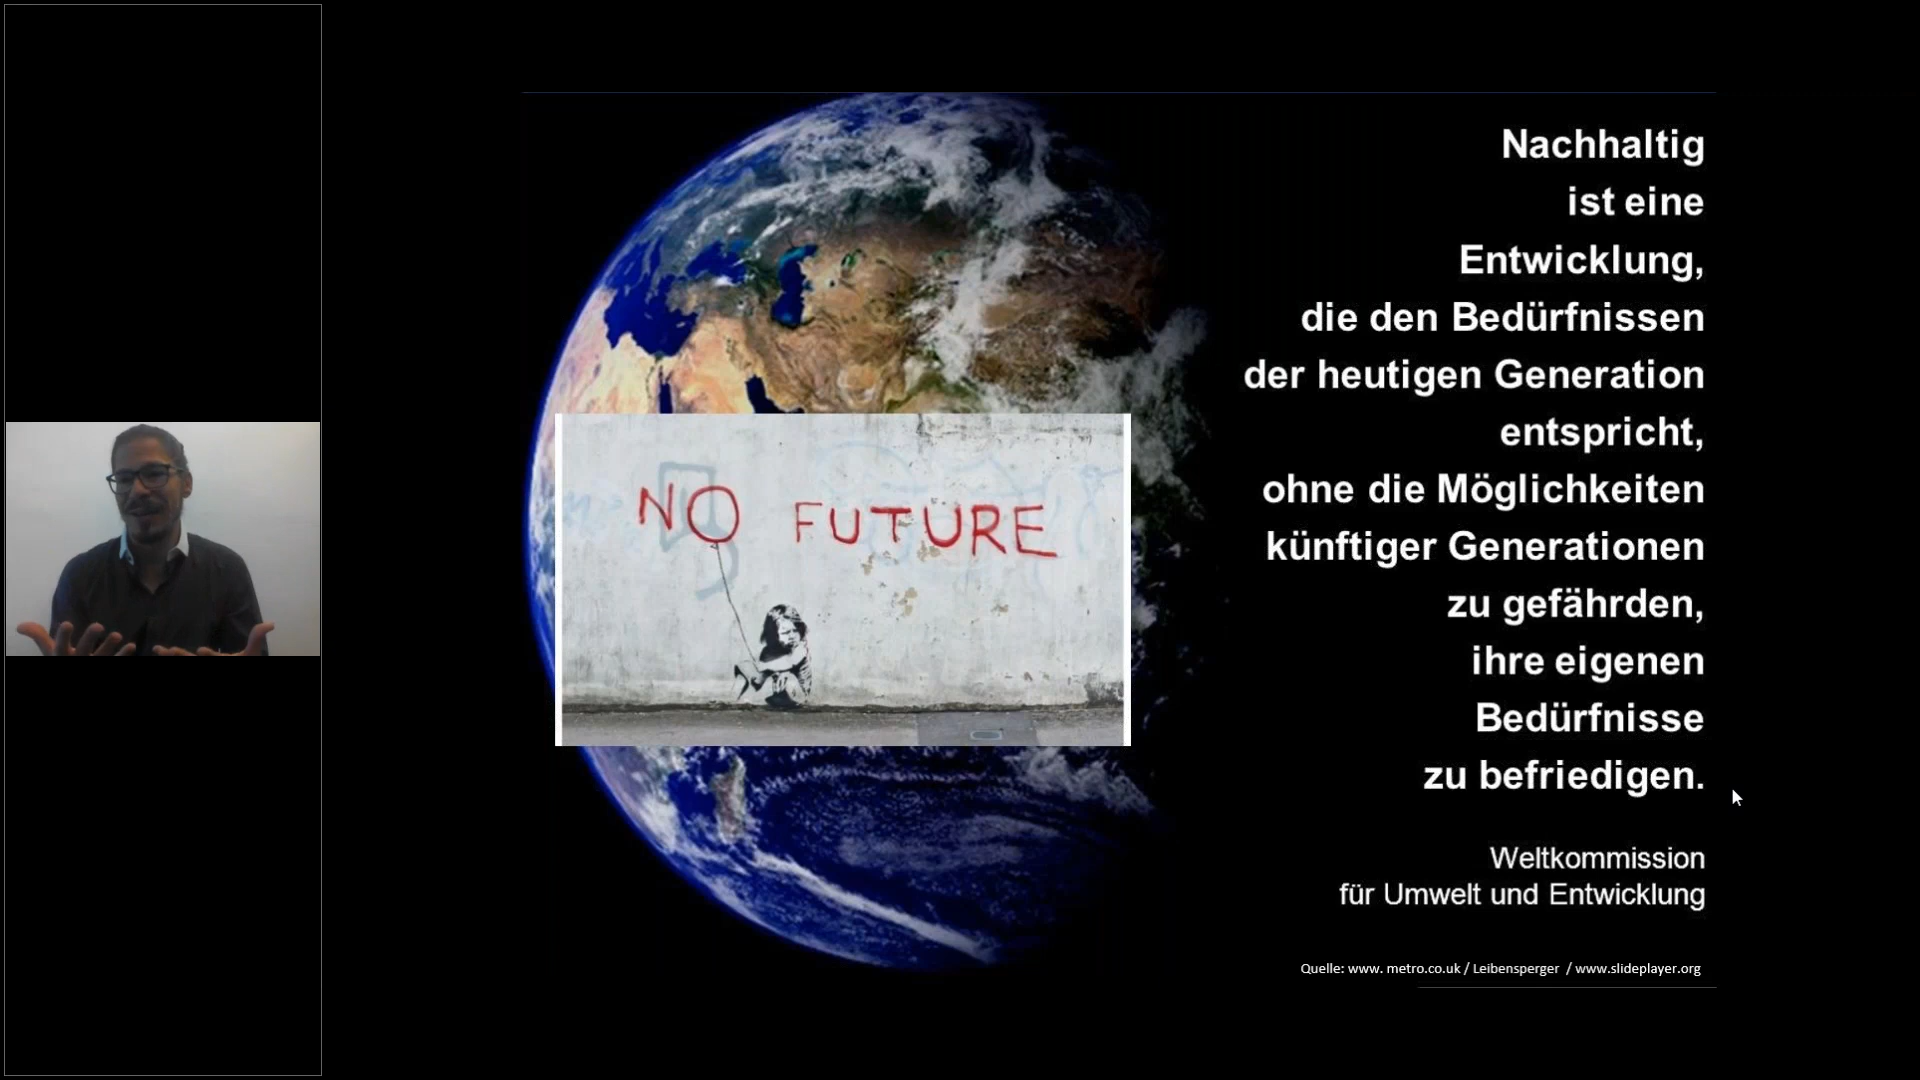 NO FUTURE
Nachhaltig
ist eine
Entwicklung,
die den Bedürfnissen
der heutigen Generation
entspricht,
ohne die Möglichkeiten
künftiger Generationen
zu gefährden,
ihre eigenen
Bedürfnisse
zu befriedigen.
Weltkommission
für Umwelt und Entwicklung
Quelle: www. metro.co.uk / Leibensperger / www.slideplayer.org